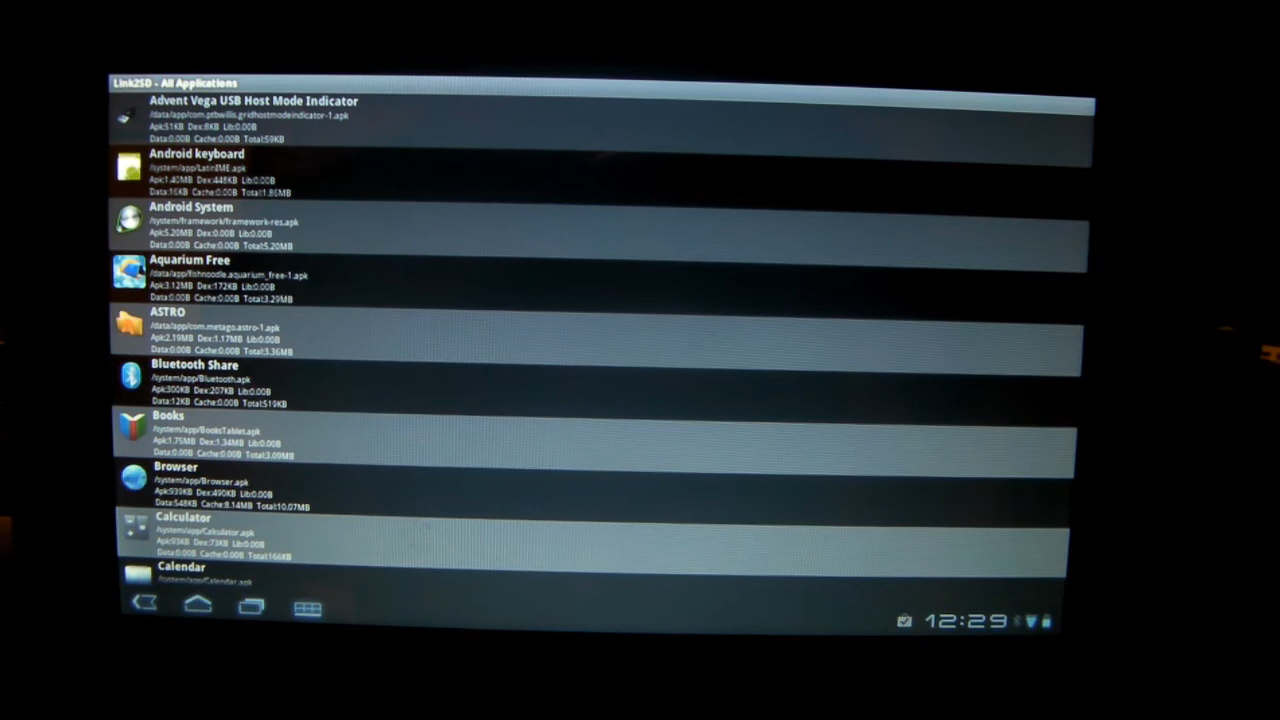 Link2SD - All Applications
Advent Vega USB Host Mode Indicator
/data/app/com.ptbwillis.gridhostmodeindicator-1.apk
Apk:51KB Dex:8KB Lib:0.00B
Data:0.00B Cache:0.00B Total:59KB
Android keyboard
/system/app/LatinIME.apk
Apk:1.40MB Dex:448KB Lib:0.00B
Data:16KB Cache:0.00B Total:1.86MB
Android System
/system/framework/framework-res.apk
Apk:5.20MB Dex:0.00B Lib:0.00B
Data:0.00B Cache:0.00B Total:5.20MB
Aquarium Free
/data/app/fishnoodle.aquarium_free-1.apk
Apk:3.12MB Dex:172KB Lib:0.00B
Data:0.00B Cache:0.00B Total:3.29MB
ASTRO
/data/app/com.metago.astro-1.apk
Apk:2.19MB Dex:1.17MB Lib:0.00B
Data:0.00B Cache:0.00B Total:3.36MB
Bluetooth Share
/system/app/Bluetooth.apk
Apk:300KB Dex:207KB Lib:0.00B
Data:12KB Cache:0.00B Total:519KB
Books
/system/app/BooksTablet.apk
Apk:1.75MB Dex:1.34MB Lib:0.00B
Data:0.00B Cache:0.00B Total:3.09MB
Browser
/system/app/Browser.apk
Apk:939KB Dex:490KB Lib:0.00B
Data:548KB Cache:8.14MB Total:10.07MB
Calculator
/system/app/Calculator.apk
Apk:93KB Dex:73KB Lib:0.00B
Data:0.00B Cache:0.00B Total:166KB
Calendar
/system/app/Calendar.apk
12:29